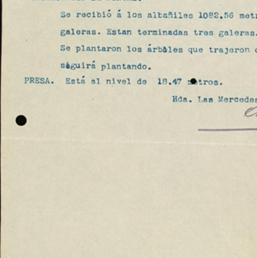 Se recibió á los albañiles 1082.56 met
galeras. Estan terminadas tres galeras.
Se plantaron los árboles que trajeron
seguirá plantando.
PRESA. Está al nivel de 18.47 metros.
Hda. Las Mercedes